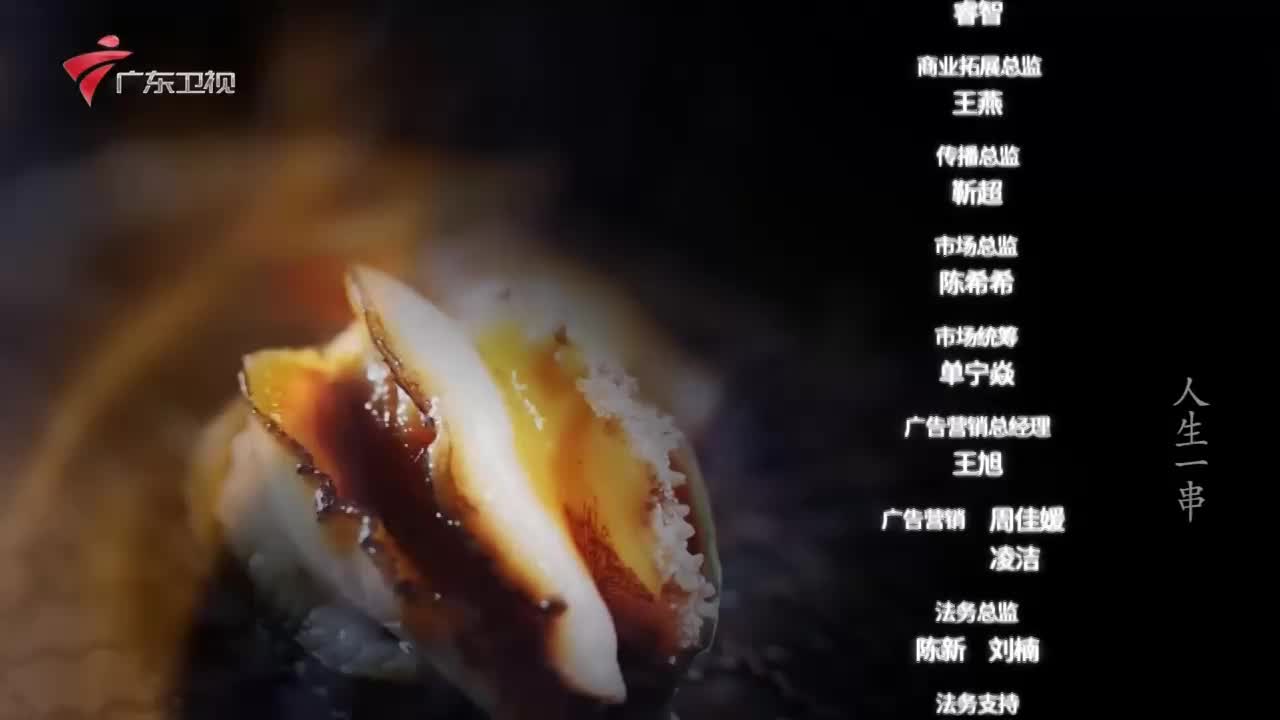 广东卫视
睿智
商业拓展总监
王燕
传播总监
靳超
市场总监
陈希希
市场统筹
单宁焱
广告营销总经理
王旭
广告营销 周佳媛
凌洁
法务总监
陈新 刘楠
法务支持
人生一串